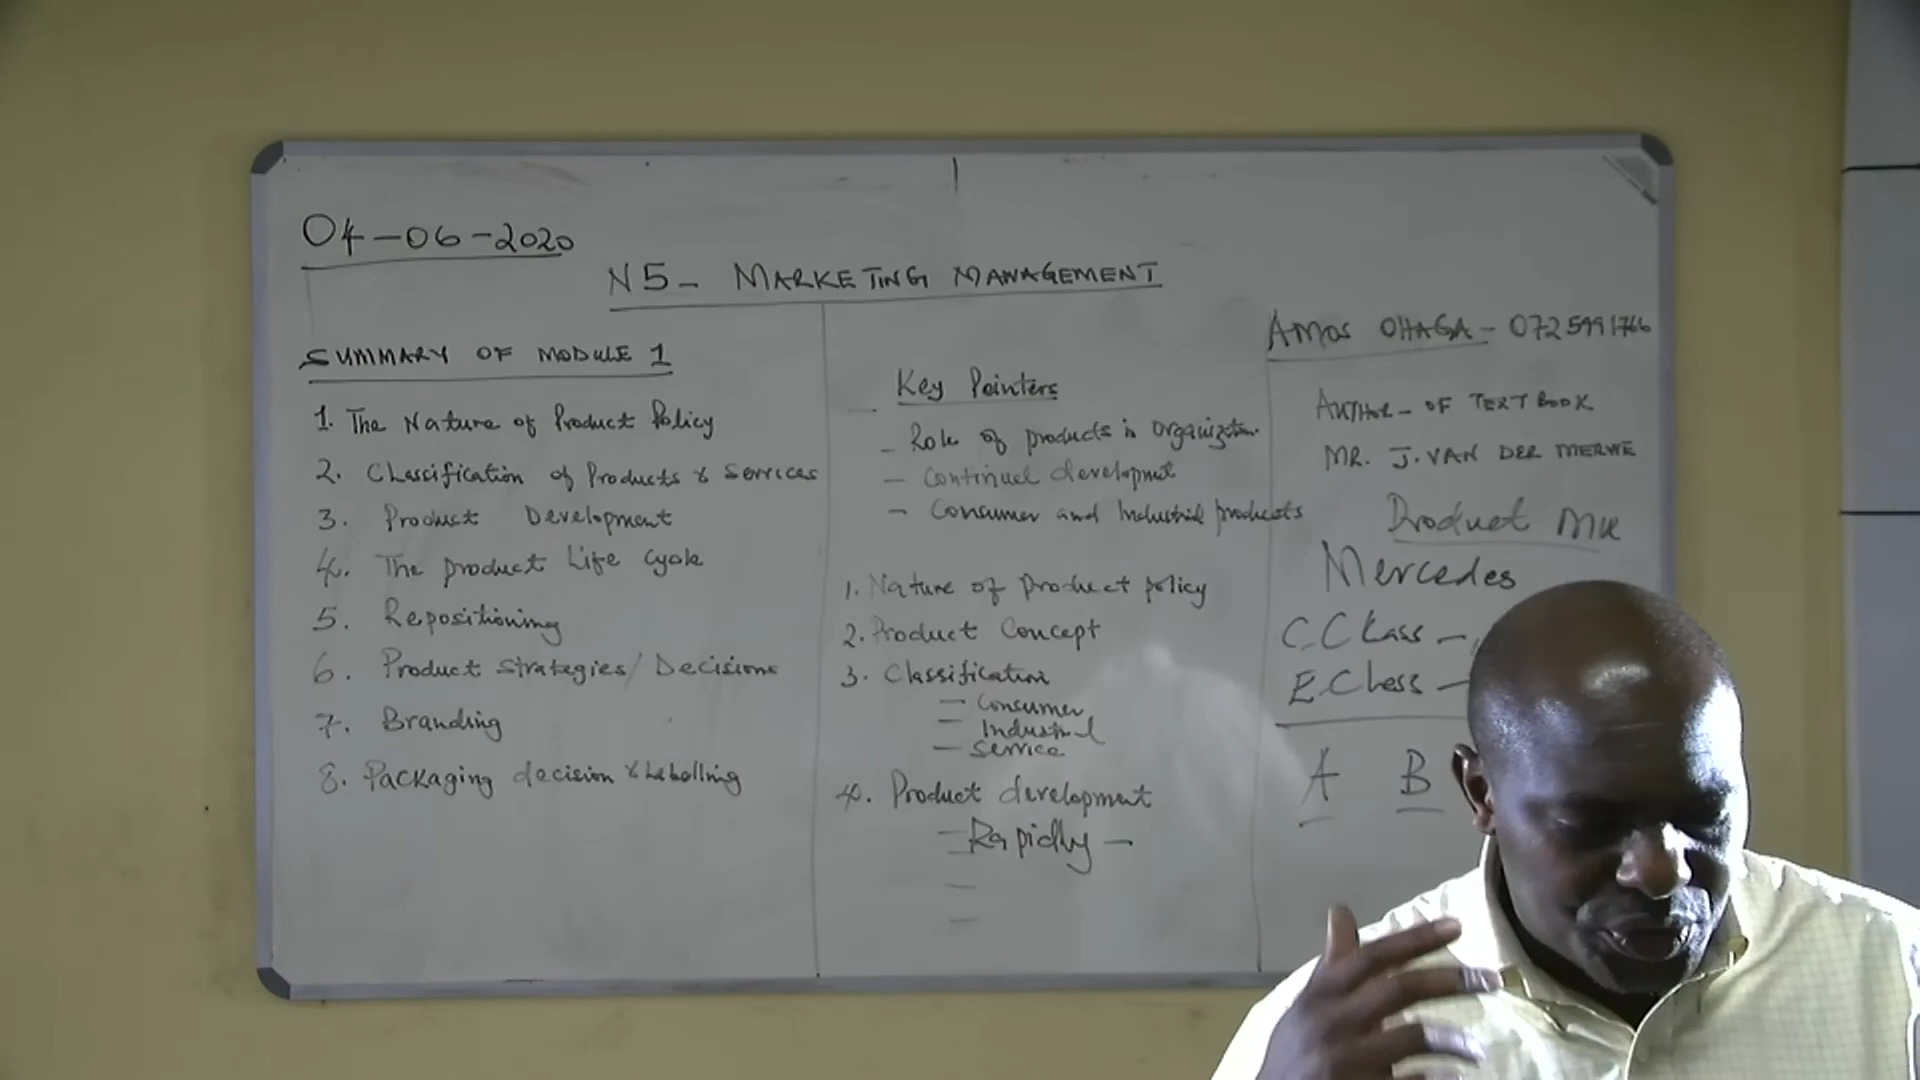 04-06-2020
N5- MARKETING MANAGEMENT
SUMMARY OF MODULE 1
1. The Nature of Product Policy
2. Classification of Products & Services
3. Product Development
4. The product Life Cycle
5. Repositioning
6. Product Strategies/Decisions
7. Branding
8. Packaging decision & Labelling
Key Pointers
- Role of products in Organization
- Continuel development
- Consumer and Industrial products
1. Nature of product policy
2. Product Concept
3. Classification
- Consumer
- Industrial
- Service
4. Product development
- Rapidly -
AMOS OHAGA - 0725991766
AUTHOR - OF TEXT BOOK
MR. J. VAN DER MERWE
Product Mix
Mercedes
C.Class -
E.Class -
A B